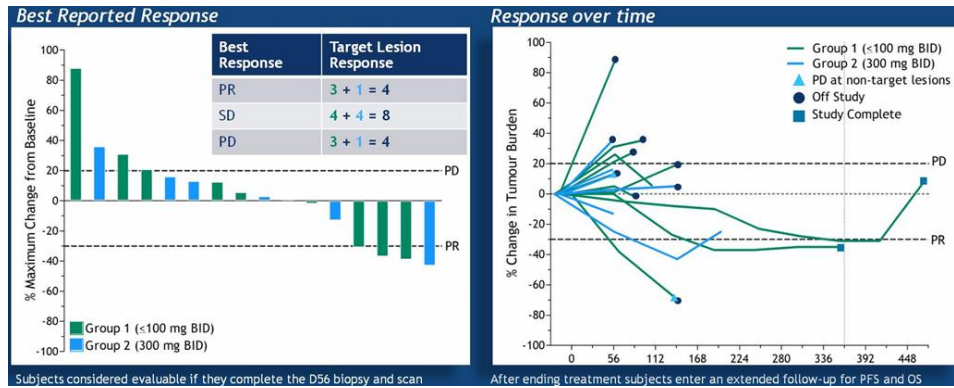 Best Reported Response
% Maximum Change from Baseline
100
80
60
40
20
0
-20
-40
-60
-80
-100
Best Response
Target Lesion Response
PR
3 + 1 = 4
SD
4 + 4 = 8
PD
3 + 1 = 4
PD
PR
Group 1 (≤100 mg BID)
Group 2 (300 mg BID)
Subjects considered evaluable if they complete the D56 biopsy and scan
Response over time
% Change in Tumour Burden
100
80
60
40
20
0
-20
-40
-60
-80
-100
Group 1 (≤100 mg BID)
Group 2 (300 mg BID)
PD at non-target lesions
Off Study
Study Complete
PD
PR
0
56
112
168
224
280
336
392
448
After ending treatment subjects enter an extended follow-up for PFS and OS